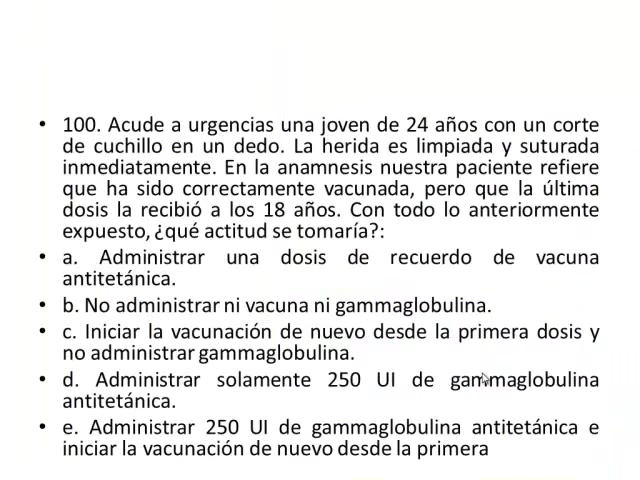 • 100. Acude a urgencias una joven de 24 años con un corte
de cuchillo en un dedo. La herida es limpiada y suturada
inmediatamente. En la anamnesis nuestra paciente refiere
que ha sido correctamente vacunada, pero que la última
dosis la recibió a los 18 años. Con todo lo anteriormente
expuesto, ¿qué actitud se tomaría?:
• a. Administrar una dosis de recuerdo de vacuna
antitetánica.
• b. No administrar ni vacuna ni gammaglobulina.
• c. Iniciar la vacunación de nuevo desde la primera dosis y
no administrar gammaglobulina.
• d. Administrar solamente 250 UI de gammaglobulina
antitetánica.
• e. Administrar 250 UI de gammaglobulina antitetánica e
iniciar la vacunación de nuevo desde la primera